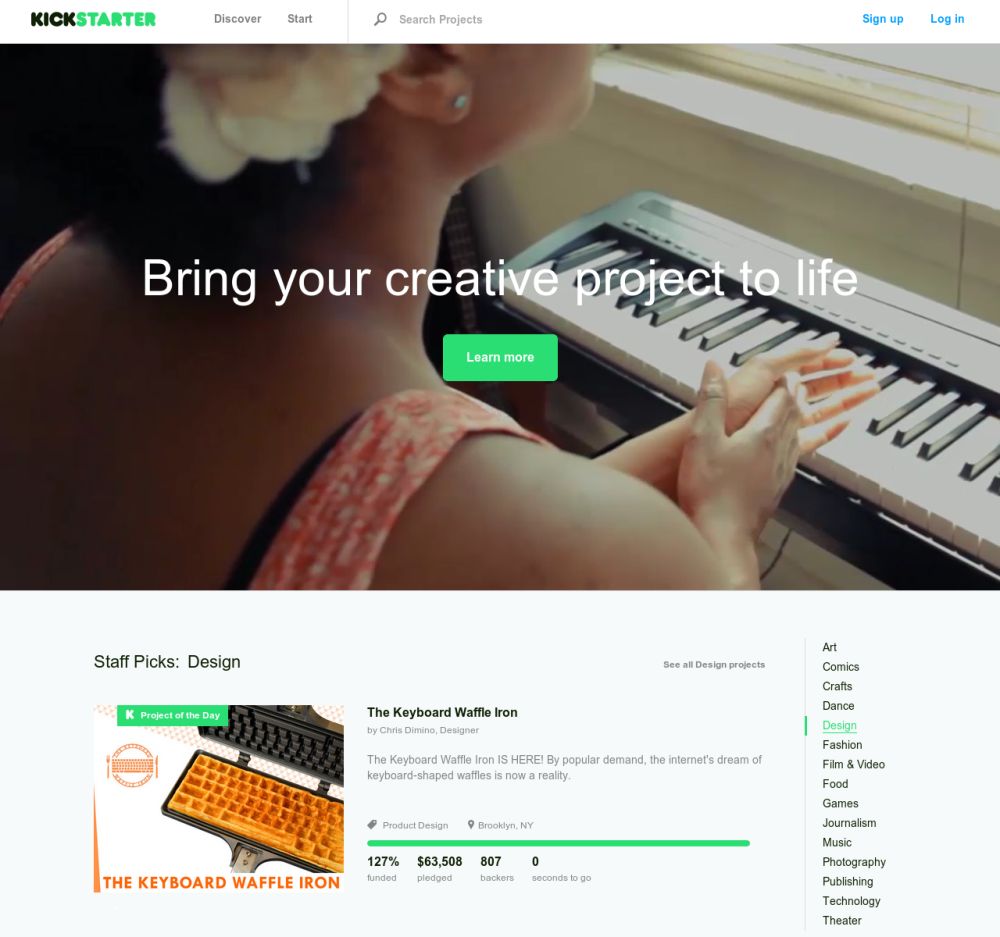 KICKSTARTER
Discover
Start
Search Projects
Sign up
Log in
Bring your creative project to life
Learn more
Staff Picks: Design
See all Design projects
Project of the Day
THE KEYBOARD WAFFLE IRON
The Keyboard Waffle Iron
by Chris Dimino, Designer
The Keyboard Waffle Iron IS HERE! By popular demand, the internet's dream of
keyboard-shaped waffles is now a reality.
Product Design
Brooklyn, NY
127% $63,508 807 0
funded pledged backers seconds to go
Art
Comics
Crafts
Dance
Design
Fashion
Film & Video
Food
Games
Journalism
Music
Photography
Publishing
Technology
Theater